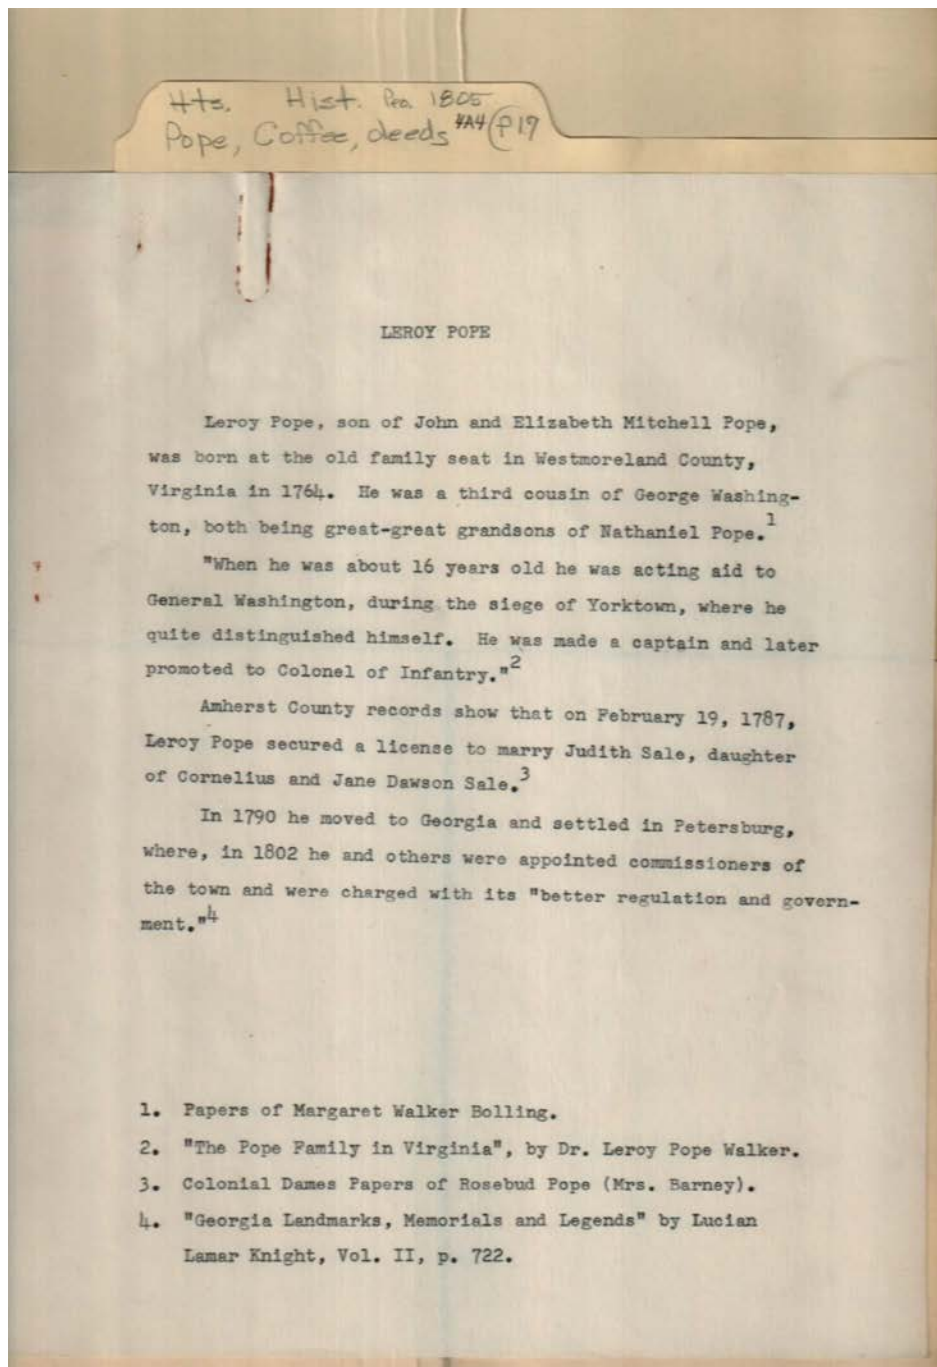 Hts. Hist. Pro. 1805
Pope, Coffee, deeds 4A4 P19
LEROY POPE
Leroy Pope, son of John and Elizabeth Mitchell Pope,
was born at the old family seat in Westmoreland County,
Virginia in 1764. He was a third cousin of George Washing-
ton, both being great-great grandsons of Nathaniel Pope.1
"When he was about 16 years old he was acting aid to
General Washington, during the siege of Yorktown, where he
quite distinguished himself. He was made a captain and later
promoted to Colonel of Infantry."2
Amherst County records show that on February 19, 1787,
Leroy Pope secured a license to marry Judith Sale, daughter
of Cornelius and Jane Dawson Sale.3
In 1790 he moved to Georgia and settled in Petersburg,
where, in 1802 he and others were appointed commissioners of
the town and were charged with its "better regulation and govern-
ment."4
1. Papers of Margaret Walker Bolling.
2. "The Pope Family in Virginia", by Dr. Leroy Pope Walker.
3. Colonial Dames Papers of Rosebud Pope (Mrs. Barney).
4. "Georgia Landmarks, Memorials and Legends" by Lucian
Lamar Knight, Vol. II, p. 722.